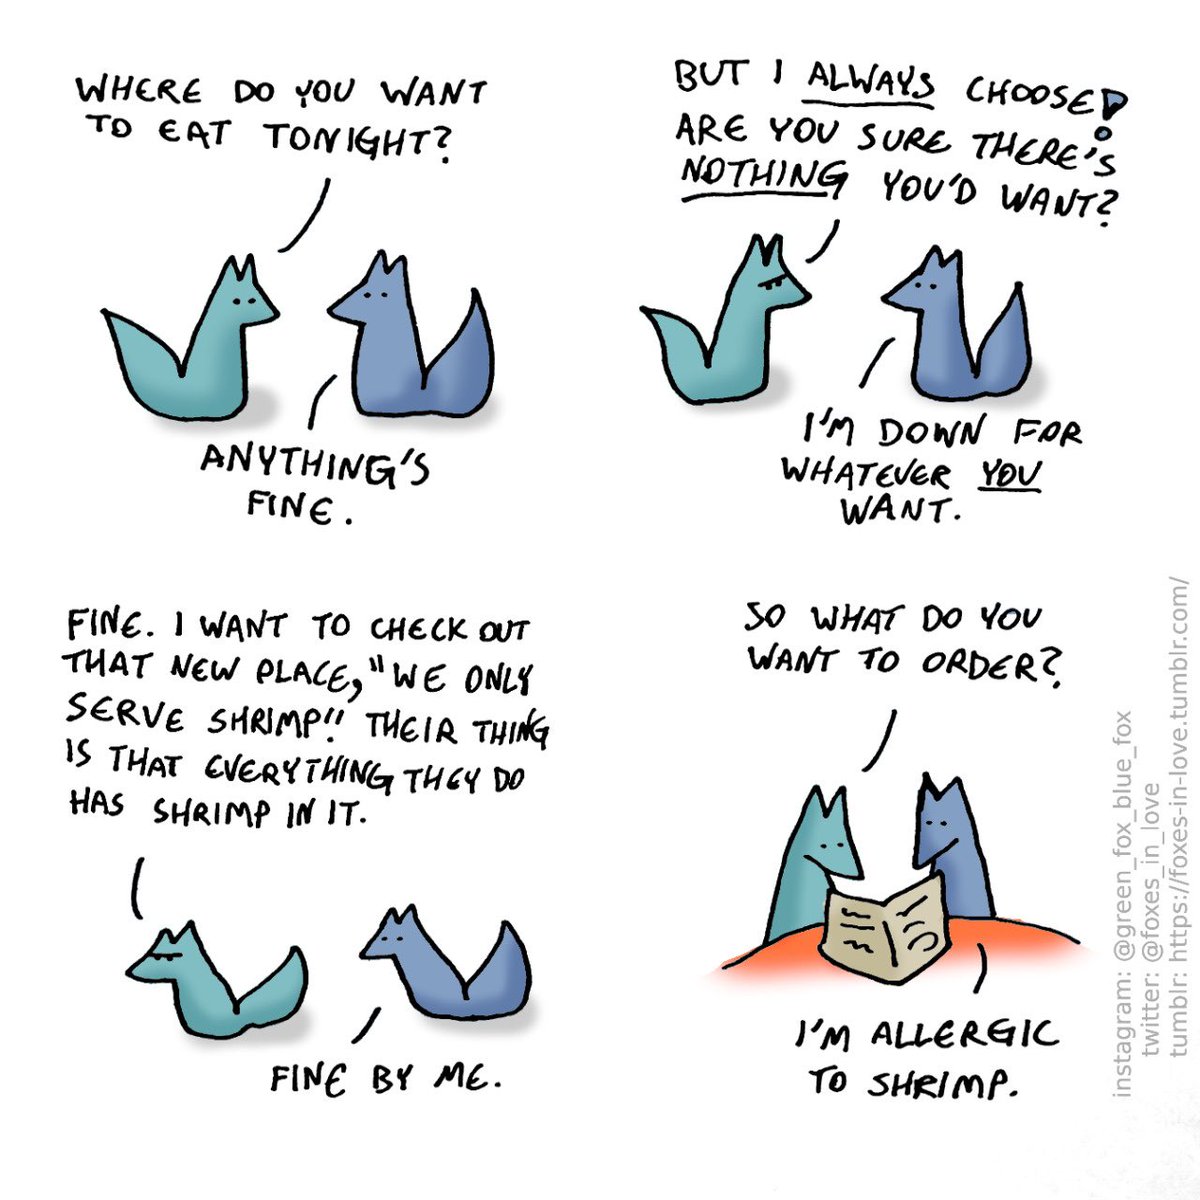 WHERE DO YOU WANT
TO EAT TONIGHT?
ANYTHING'S
FINE.
BUT I ALWAYS CHOOSE!
ARE YOU SURE THERE'S
NOTHING YOU'D WANT?
I'M DOWN FOR
WHATEVER YOU
WANT.
FINE. I WANT TO CHECK OUT
THAT NEW PLACE, "WE ONLY
SERVE SHRIMP!" THEIR THING
IS THAT EVERYTHING THEY DO
HAS SHRIMP IN IT.
FINE BY ME.
SO WHAT DO YOU
WANT TO ORDER?
I'M ALLERGIC
TO SHRIMP.
instagram: @green_fox_blue_fox
twitter: @foxes_in_love
tumblr: https://foxes-in-love.tumblr.com/